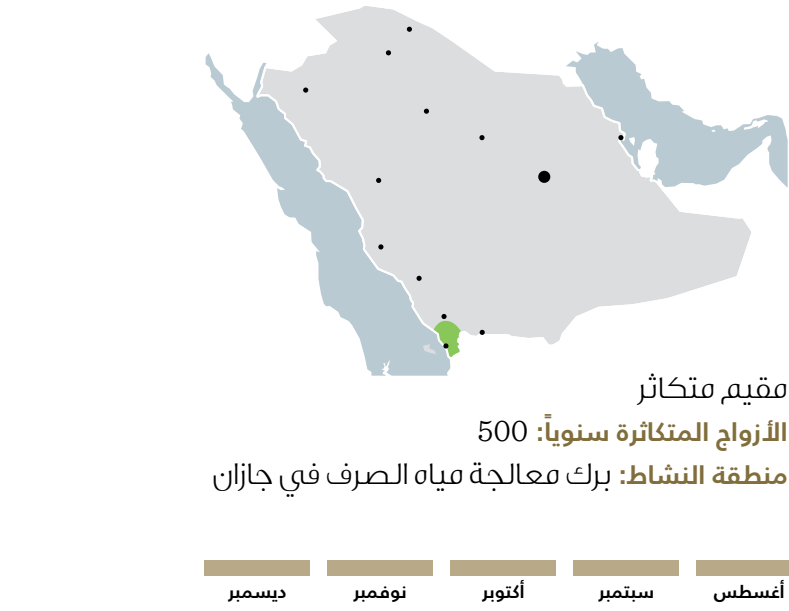 مقيم متكاثر
الأزواج المتكاثرة سنوياً: 500
منطقة النشاط: برك معالجة مياه الصرف في جازان
أغسطس سبتمبر أكتوبر نوفمبر ديسمبر